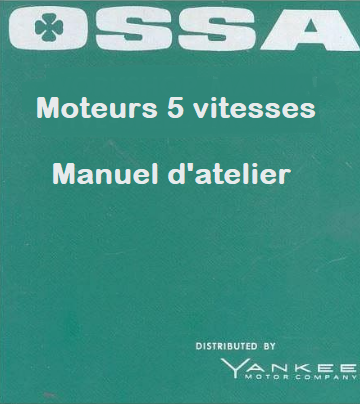 OSSA
Moteurs 5 vitesses
Manuel d'atelier
DISTRIBUTED BY
YANKEE
MOTOR COMPANY